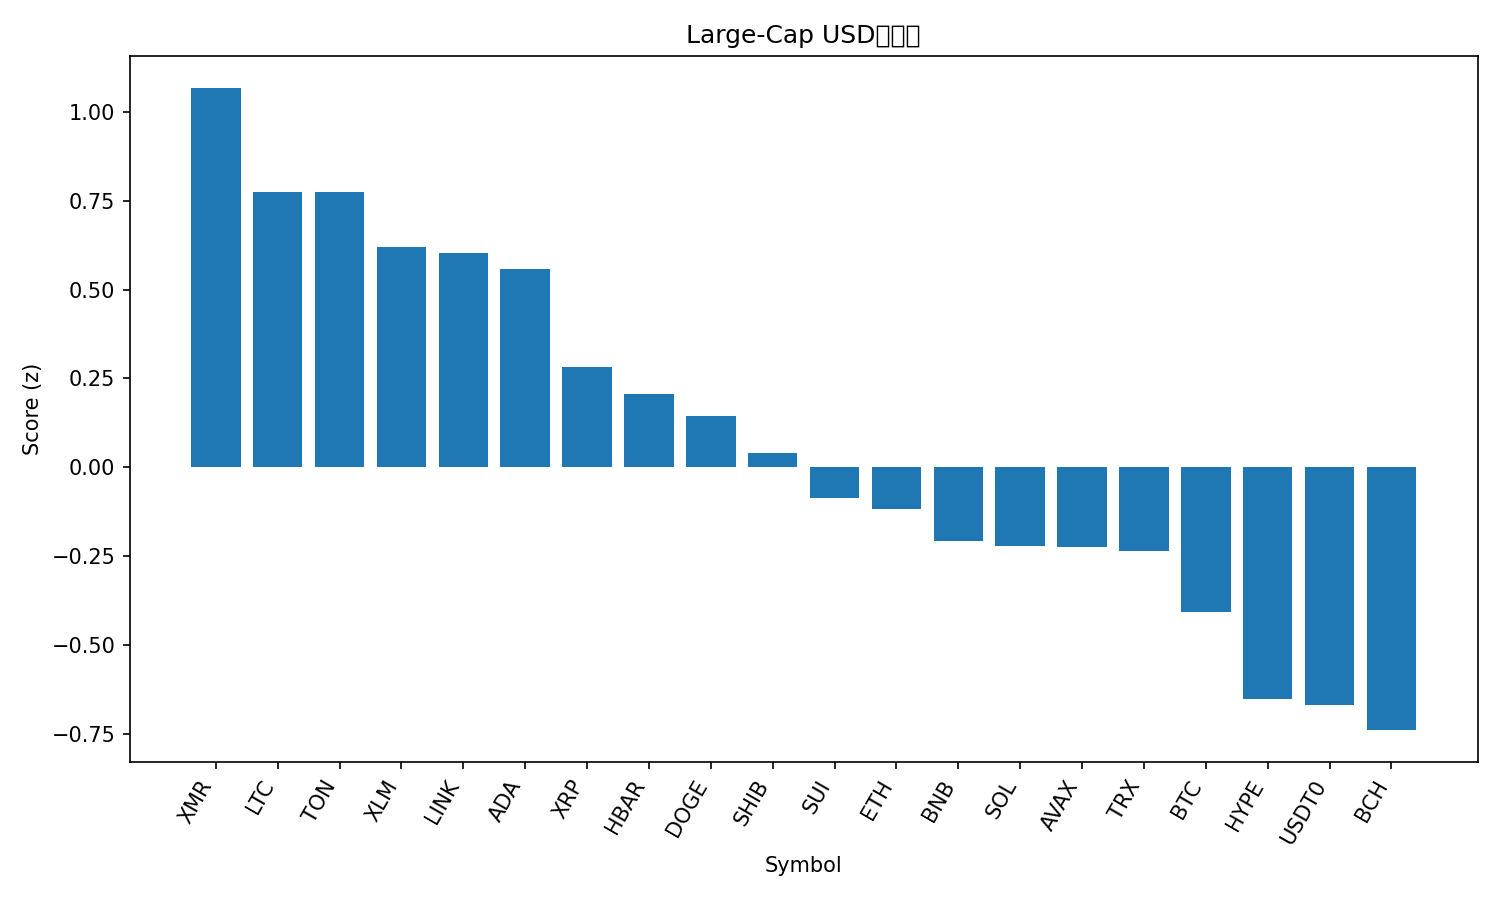 Large-Cap USD
Score (z)
1.00
0.75
0.50
0.25
0.00
−0.25
−0.50
−0.75
XMR
LTC
TON
XLM
LINK
ADA
XRP
HBAR
DOGE
SHIB
SUI
ETH
BNB
SOL
AVAX
TRX
BTC
HYPE
USDT0
BCH
Symbol